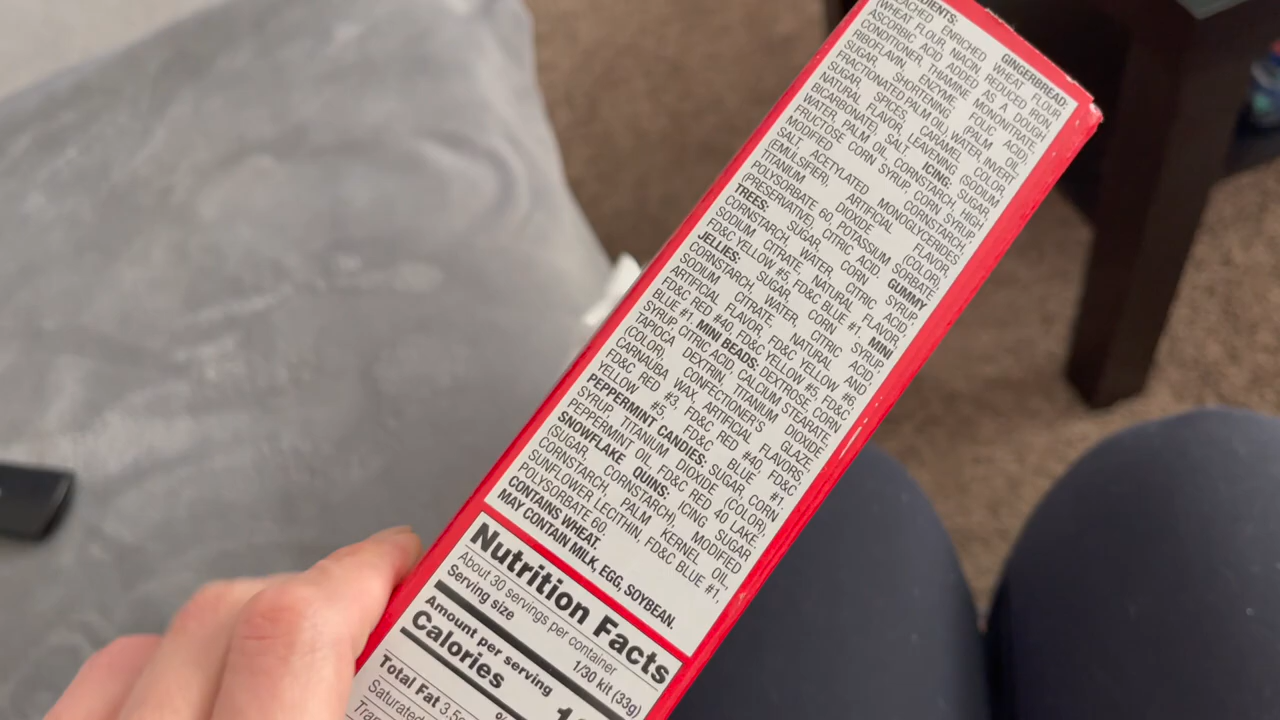 EDIENTS: GINGERBREAD:
EACHED ENRICHED WHEAT FLOUR
WHEAT FLOUR, NIACIN REDUCED IRON,
ASCORBIC ACID ADDED AS A DOUGH
CONDITIONER, THIAMINE MONONITRATE,
RIBOFLAVIN, ENZYME, FOLIC ACID),
SUGAR, SHORTENING (PALM OIL,
FRACTIONATED PALM OIL), WATER, INVERT
SUGAR, SPICES, CARAMEL COLOR,
NATURAL FLAVOR, LEAVENING (SODIUM
BICARBONATE), SALT. ICING: SUGAR,
WATER, PALM OIL, CORNSTARCH, HIGH
FRUCTOSE CORN SYRUP, CORN SYRUP,
MODIFIED CORNSTARCH,
SALT, ACETYLATED MONOGLYCERIDES
(EMULSIFIER), ARTIFICIAL FLAVOR,
TITANIUM DIOXIDE (COLOR),
POLYSORBATE 60, POTASSIUM SORBATE
(PRESERVATIVE), CITRIC ACID. GUMMY
TREES: SUGAR, CORN SYRUP,
CORNSTARCH, WATER, CITRIC ACID,
SODIUM CITRATE, NATURAL FLAVOR,
FD&C YELLOW #5, FD&C BLUE #1. MINI
JELLIES: SUGAR, CORN SYRUP,
CORNSTARCH, WATER, CITRIC ACID,
SODIUM CITRATE, NATURAL AND
ARTIFICIAL FLAVOR, FD&C YELLOW #6,
FD&C RED #40, FD&C YELLOW #5, FD&C
BLUE #1. MINI BEADS: DEXTROSE, CORN
SYRUP, CITRIC ACID, CALCIUM STEARATE,
(TAPIOCA DEXTRIN, TITANIUM DIOXIDE
(COLOR), CONFECTIONER'S GLAZE,
CARNAUBA WAX, ARTIFICIAL FLAVORS,
FD&C RED #3, FD&C RED #40, FD&C
YELLOW #5, FD&C BLUE #1.
PEPPERMINT CANDIES: SUGAR, CORN
SYRUP, TITANIUM DIOXIDE (COLOR),
PEPPERMINT OIL, FD&C RED 40 LAKE.
SNOWFLAKE QUINS: ICING SUGAR
(SUGAR, CORNSTARCH), MODIFIED
CORNSTARCH, PALM KERNEL OIL,
SUNFLOWER LECITHIN, FD&C BLUE #1,
POLYSORBATE 60.
CONTAINS WHEAT.
MAY CONTAIN MILK, EGG, SOYBEAN.
Nutrition Facts
About 30 servings per container
Serving size 1/30 kit (33g)
Amount per serving
Calories
Total Fat 3.5g
Saturated